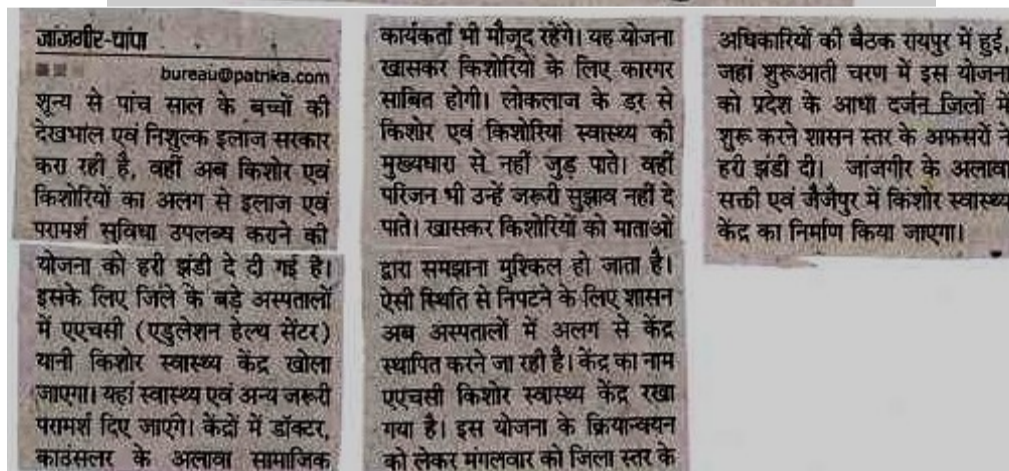 जांजगीर-चांपा
bureau@patrika.com
शून्य से पांच साल के बच्चों की
देखभाल एवं निशुल्क इलाज सरकार
करा रही है, वहीं अब किशोर एवं
किशोरियों का अलग से इलाज एवं
परामर्श सुविधा उपलब्ध कराने की
योजना को हरी झंडी दे दी गई है।
इसके लिए जिले के बड़े अस्पतालों
में एएचसी (एडुलेशन हेल्थ सेंटर)
यानी किशोर स्वास्थ्य केंद्र खोला
जाएगा। यहां स्वास्थ्य एवं अन्य जरूरी
परामर्श दिए जाएंगे। केंद्रों में डॉक्टर,
काउंसलर के अलावा सामाजिक
कार्यकर्ता भी मौजूद रहेंगे। यह योजना
खासकर किशोरियों के लिए कारगर
साबित होगी। लोकलाज के डर से
किशोर एवं किशोरियां स्वास्थ्य की
मुख्यधारा से नहीं जुड़ पाते। वहीं
परिजन भी उन्हें जरूरी सुझाव नहीं दे
पाते। खासकर किशोरियों को माताओं
द्वारा समझाना मुश्किल हो जाता है।
ऐसी स्थिति से निपटने के लिए शासन
अब अस्पतालों में अलग से केंद्र
स्थापित करने जा रही है। केंद्र का नाम
एएचसी किशोर स्वास्थ्य केंद्र रखा
गया है। इस योजना के क्रियान्वयन
को लेकर मंगलवार को जिला स्तर के
अधिकारियों की बैठक रायपुर में हुई,
जहां शुरूआती चरण में इस योजना
को प्रदेश के आधा दर्जन जिलों में
शुरू करने शासन स्तर के अफसरों ने
हरी झंडी दी। जांजगीर के अलावा
सक्ती एवं जैजैपुर में किशोर स्वास्थ्य
केंद्र का निर्माण किया जाएगा।